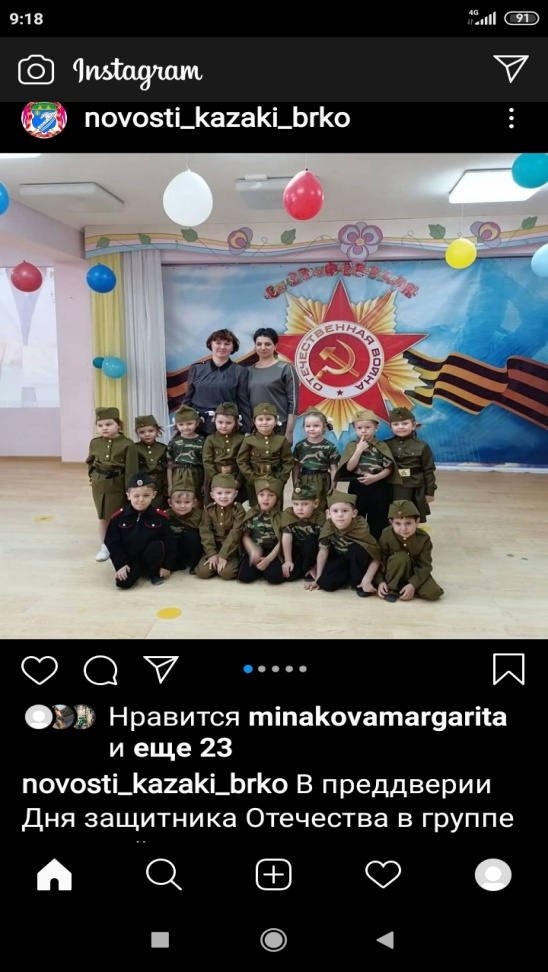 9:18
4G
91
Instagram
novosti_kazaki_brko
ОТЕЧЕСТВЕННАЯ ВОЙНА
Нравится minakovamargarita
и еще 23
novosti_kazaki_brko В преддверии
Дня защитника Отечества в группе